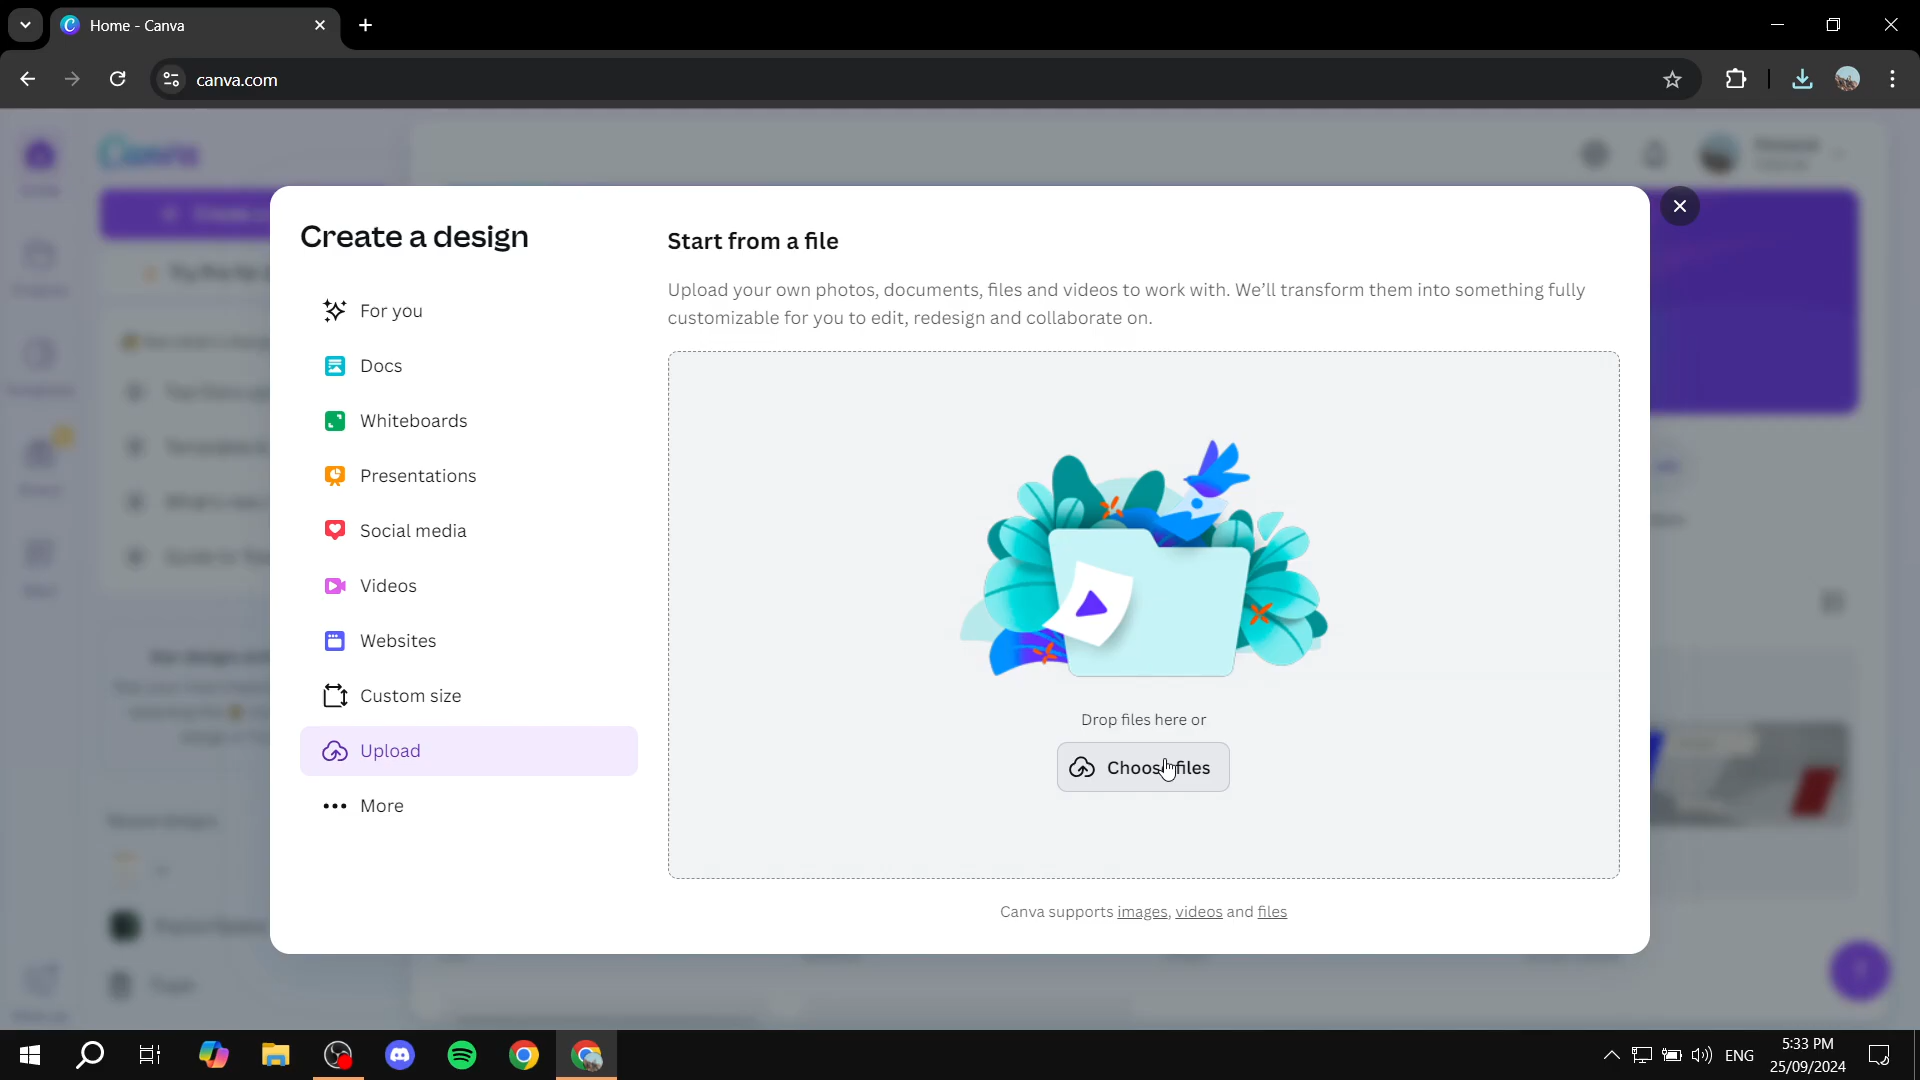 Home - Canva
canva.com
Canva
Create a design
For you
Docs
Whiteboards
Presentations
Social media
Videos
Websites
Custom size
Upload
More
Start from a file
Upload your own photos, documents, files and videos to work with. We'll transform them into something fully
customizable for you to edit, redesign and collaborate on.
Drop files here or
Choose files
Canva supports images, videos and files
ENG
5:33 PM
25/09/2024